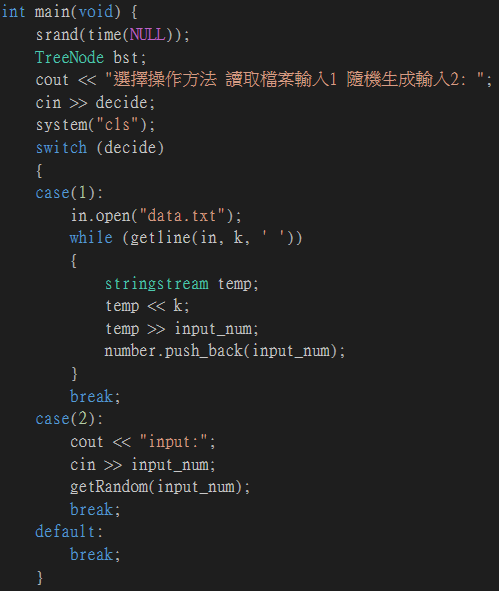 int main(void) {
    srand(time(NULL));
    TreeNode bst;
    cout << "選擇操作方法 讀取檔案輸入1 隨機生成輸入2: ";
    cin >> decide;
    system("cls");
    switch (decide)
    {
    case(1):
        in.open("data.txt");
        while (getline(in, k, ' '))
        {
            stringstream temp;
            temp << k;
            temp >> input_num;
            number.push_back(input_num);
        }
        break;
    case(2):
        cout << "input:";
        cin >> input_num;
        getRandom(input_num);
        break;
    default:
        break;
    }